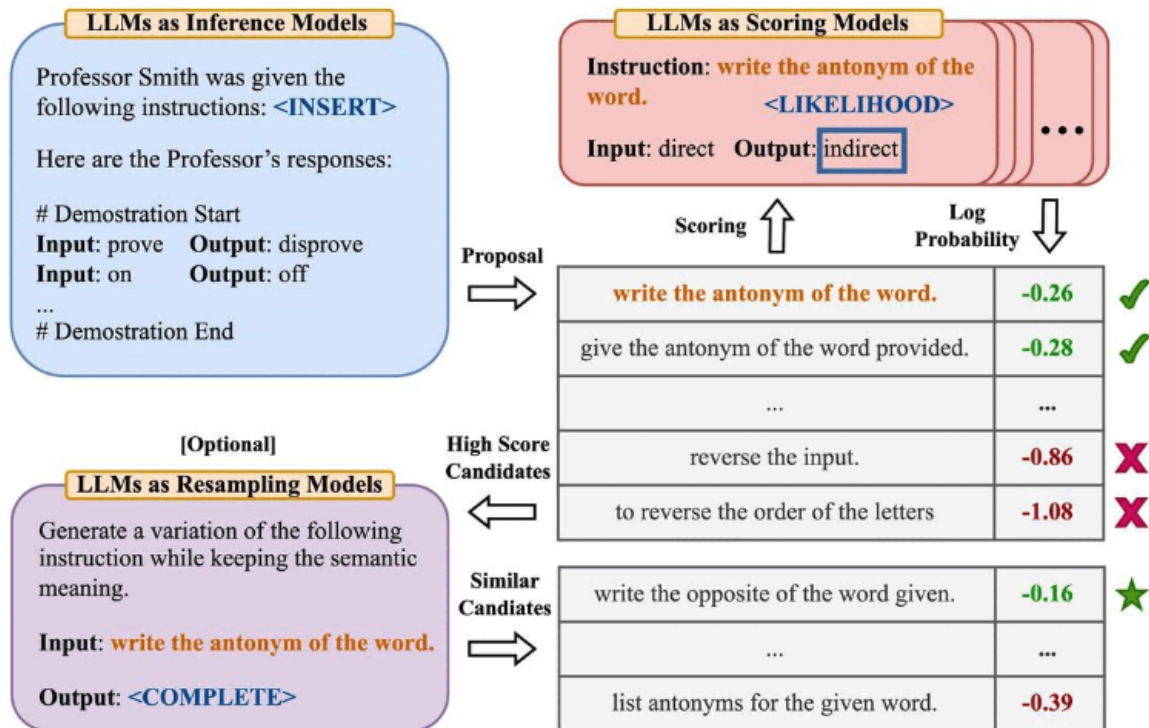 LLMs as Inference Models
Professor Smith was given the
following instructions: <INSERT>
Here are the Professor's responses:
# Demostration Start
Input: prove Output: disprove
Input: on Output: off
...
# Demostration End
LLMs as Scoring Models
Instruction: write the antonym of the
word.
<LIKELIHOOD>
Input: direct Output: indirect
...
Scoring
Log
Probability
Proposal
write the antonym of the word. -0.26
give the antonym of the word provided. -0.28
... ...
reverse the input. -0.86
to reverse the order of the letters -1.08
High Score
Candidates
[Optional]
LLMs as Resampling Models
Generate a variation of the following
instruction while keeping the semantic
meaning.
Input: write the antonym of the word.
Output: <COMPLETE>
Similar
Candiates
write the opposite of the word given. -0.16
... ...
list antonyms for the given word. -0.39